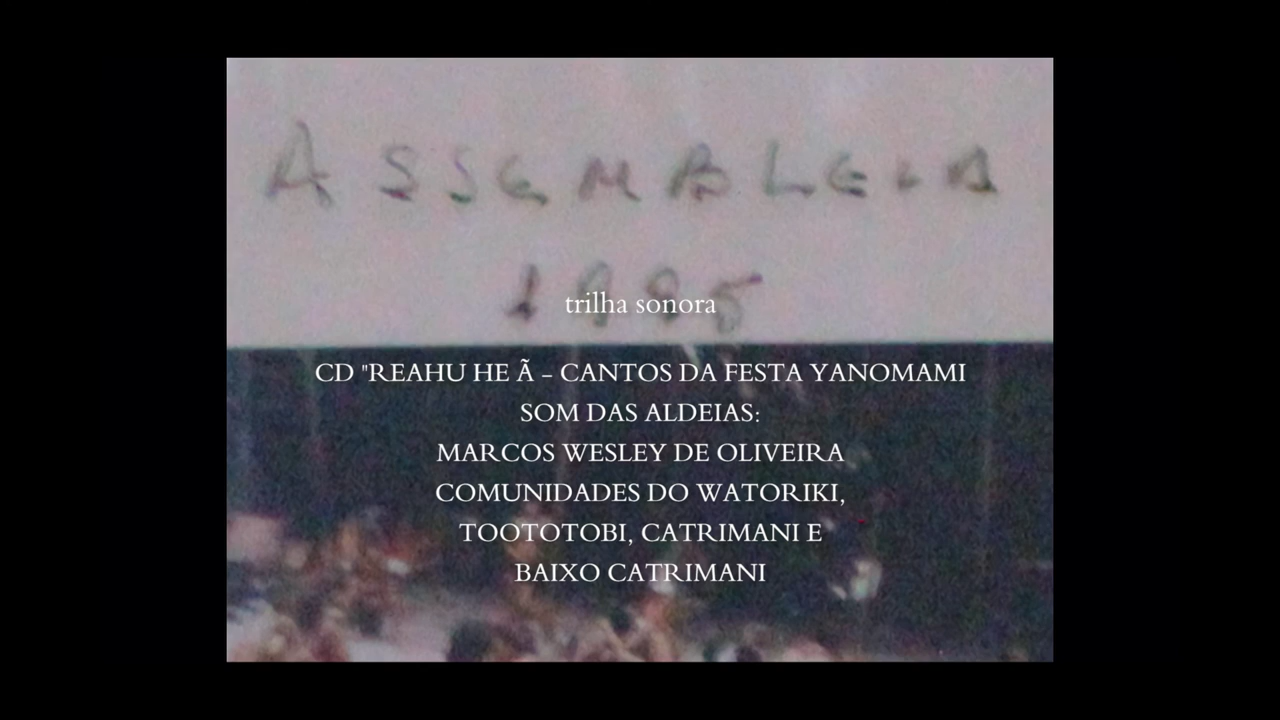 ASSEMBLEIA
1995
trilha sonora
CD "REAHU HE Ã – CANTOS DA FESTA YANOMAMI
SOM DAS ALDEIAS:
MARCOS WESLEY DE OLIVEIRA
COMUNIDADES DO WATORIKI,
TOOTOTOBI, CATRIMANI E
BAIXO CATRIMANI